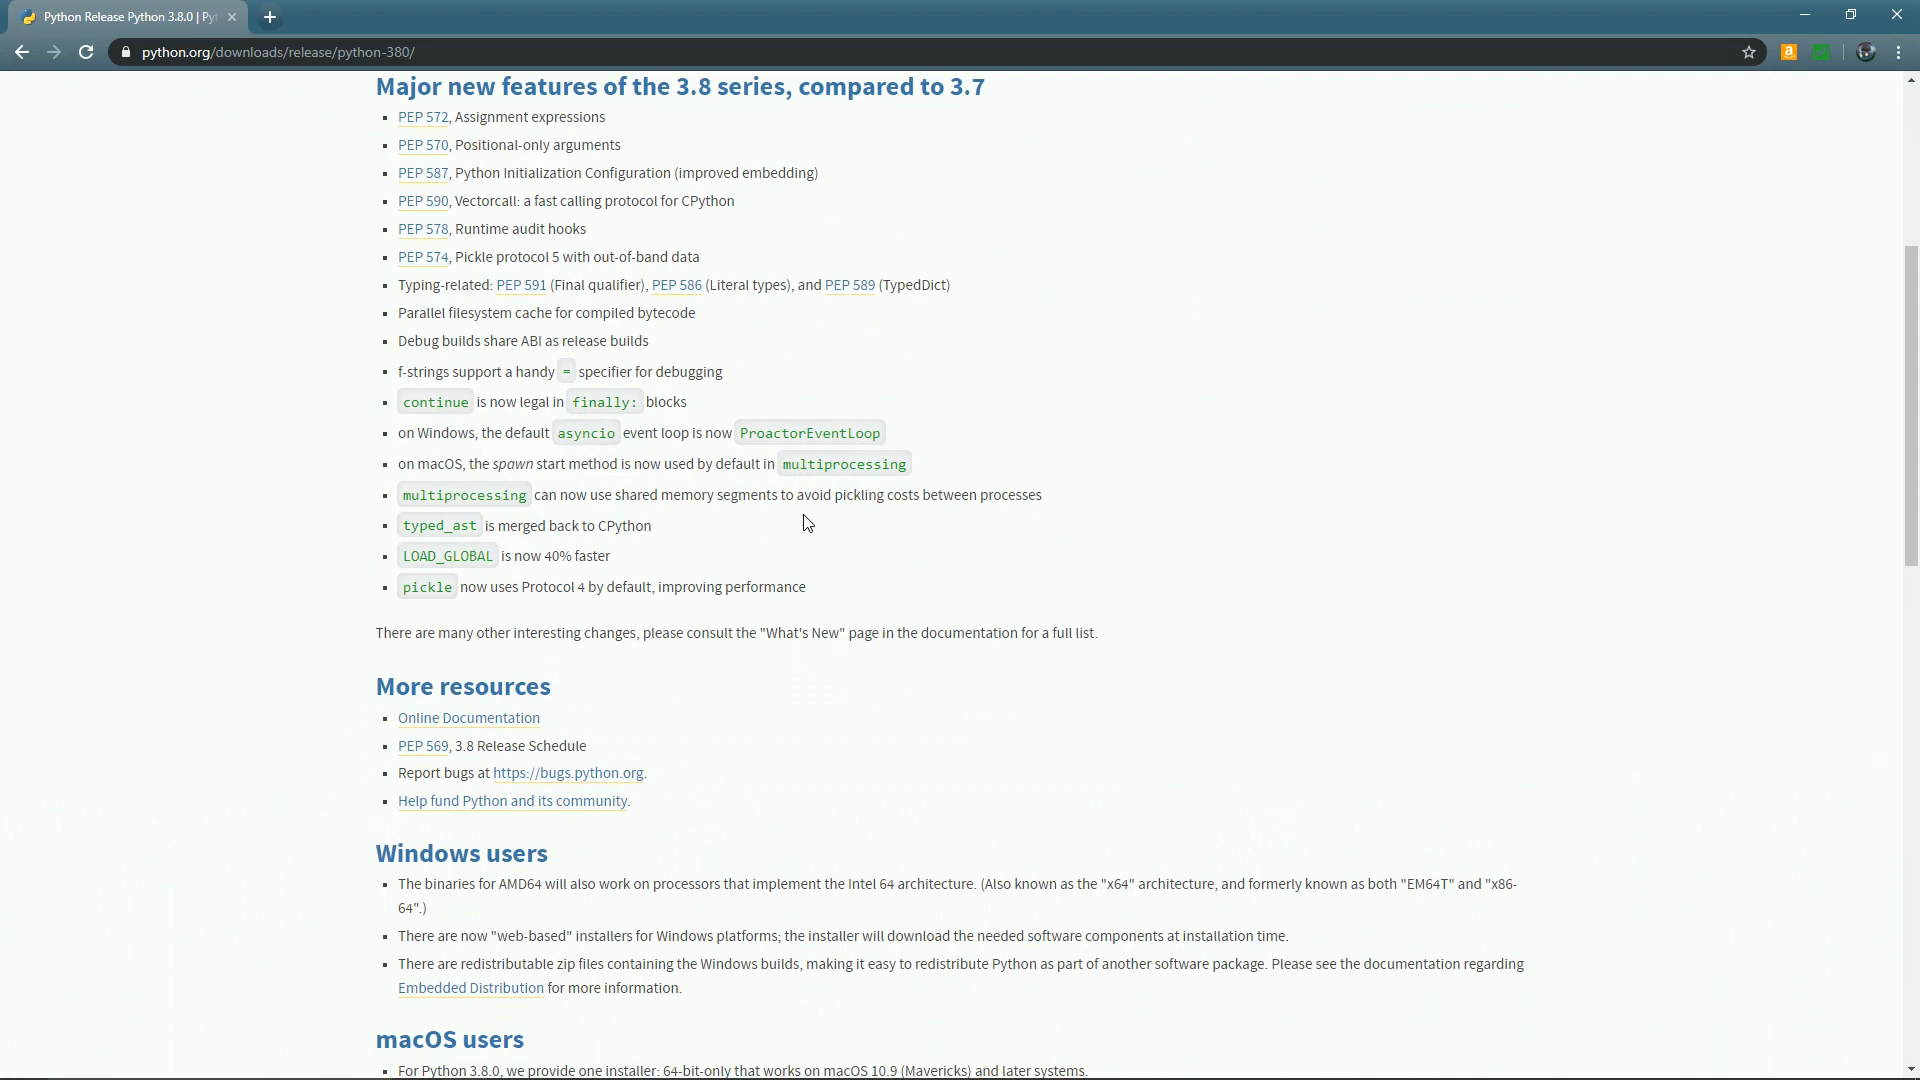 Python Release Python 3.8.0 | Py
python.org/downloads/release/python-380/
Major new features of the 3.8 series, compared to 3.7
PEP 572, Assignment expressions
PEP 570, Positional-only arguments
PEP 587, Python Initialization Configuration (improved embedding)
PEP 590, Vectorcall: a fast calling protocol for CPython
PEP 578, Runtime audit hooks
PEP 574, Pickle protocol 5 with out-of-band data
Typing-related: PEP 591 (Final qualifier), PEP 586 (Literal types), and PEP 589 (TypedDict)
Parallel filesystem cache for compiled bytecode
Debug builds share ABI as release builds
f-strings support a handy = specifier for debugging
continue is now legal in finally: blocks
on Windows, the default asyncio event loop is now ProactorEventLoop
on macOS, the spawn start method is now used by default in multiprocessing
multiprocessing can now use shared memory segments to avoid pickling costs between processes
typed_ast is merged back to CPython
LOAD_GLOBAL is now 40% faster
pickle now uses Protocol 4 by default, improving performance
There are many other interesting changes, please consult the "What's New" page in the documentation for a full list.
More resources
Online Documentation
PEP 569, 3.8 Release Schedule
Report bugs at https://bugs.python.org.
Help fund Python and its community.
Windows users
The binaries for AMD64 will also work on processors that implement the Intel 64 architecture. (Also known as the "x64" architecture, and formerly known as both "EM64T" and "x86-
64".)
There are now "web-based" installers for Windows platforms; the installer will download the needed software components at installation time.
There are redistributable zip files containing the Windows builds, making it easy to redistribute Python as part of another software package. Please see the documentation regarding
Embedded Distribution for more information.
macOS users
For Python 3.8.0, we provide one installer: 64-bit-only that works on macOS 10.9 (Mavericks) and later systems.